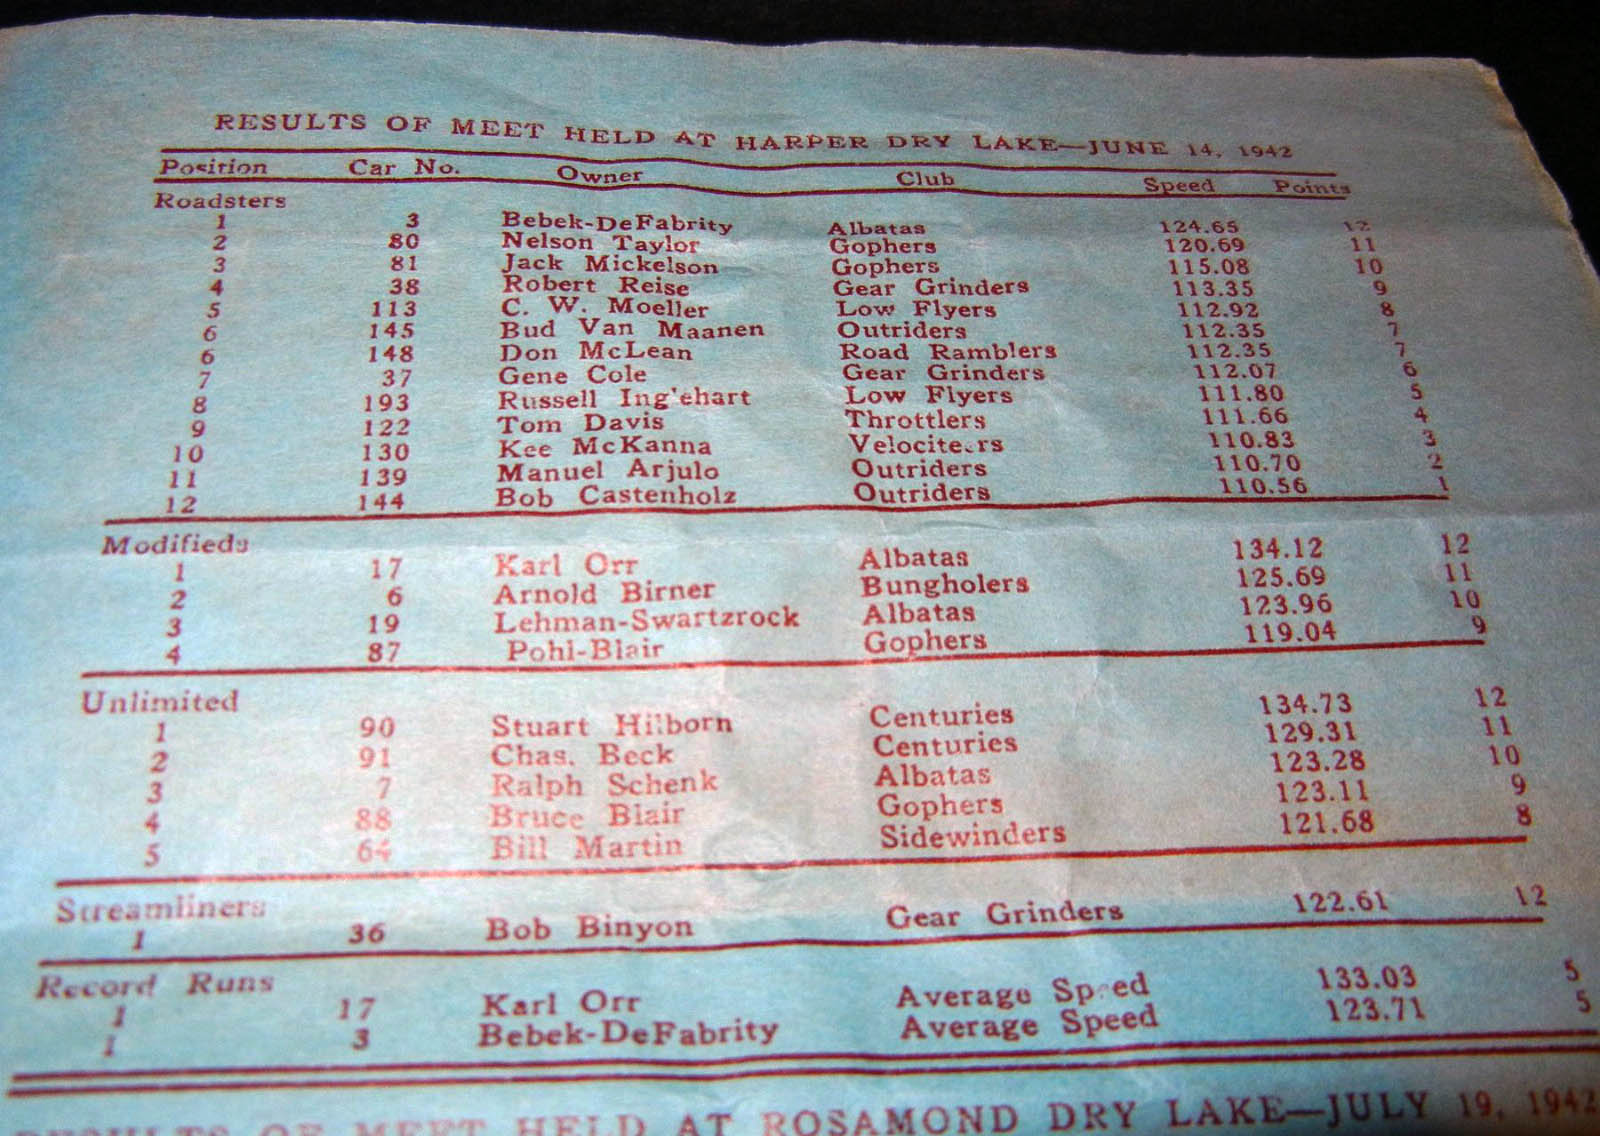 RESULTS OF MEET HELD AT HARPER DRY LAKE—JUNE 14, 1942
Position Car No. Owner Club Speed Points
Roadsters
1 3 Bebek-DeFabrity Albatas 124.65 12
2 80 Nelson Taylor Gophers 120.69 11
3 81 Jack Mickelson Gophers 115.08 10
4 38 Robert Reise Gear Grinders 113.35 9
5 113 C. W. Moeller Low Flyers 112.92 8
6 145 Bud Van Maanen Outriders 112.35 7
6 148 Don McLean Road Ramblers 112.35 7
7 37 Gene Cole Gear Grinders 112.07 6
8 193 Russell Ing'ehart Low Flyers 111.80 5
9 122 Tom Davis Throttlers 111.66 4
10 130 Kee McKanna Velociteers 110.83 3
11 139 Manuel Arjulo Outriders 110.70 2
12 144 Bob Castenholz Outriders 110.56 1
Modifieds
1 17 Karl Orr Albatas 134.12 12
2 6 Arnold Birner Bungholers 125.69 11
3 19 Lehman-Swartzrock Albatas 123.96 10
4 87 Pohl-Blair Gophers 119.04 9
Unlimited
1 90 Stuart Hilborn Centuries 134.73 12
2 91 Chas. Beck Centuries 129.31 11
3 7 Ralph Schenk Albatas 123.28 10
4 88 Bruce Blair Gophers 123.11 9
5 64 Bill Martin Sidewinders 121.68 8
Streamliners
1 36 Bob Binyon Gear Grinders 122.61 12
Record Runs
1 17 Karl Orr Average Speed 133.03 5
1 3 Bebek-DeFabrity Average Speed 123.71 5
RESULTS OF MEET HELD AT ROSAMOND DRY LAKE—JULY 19, 1942